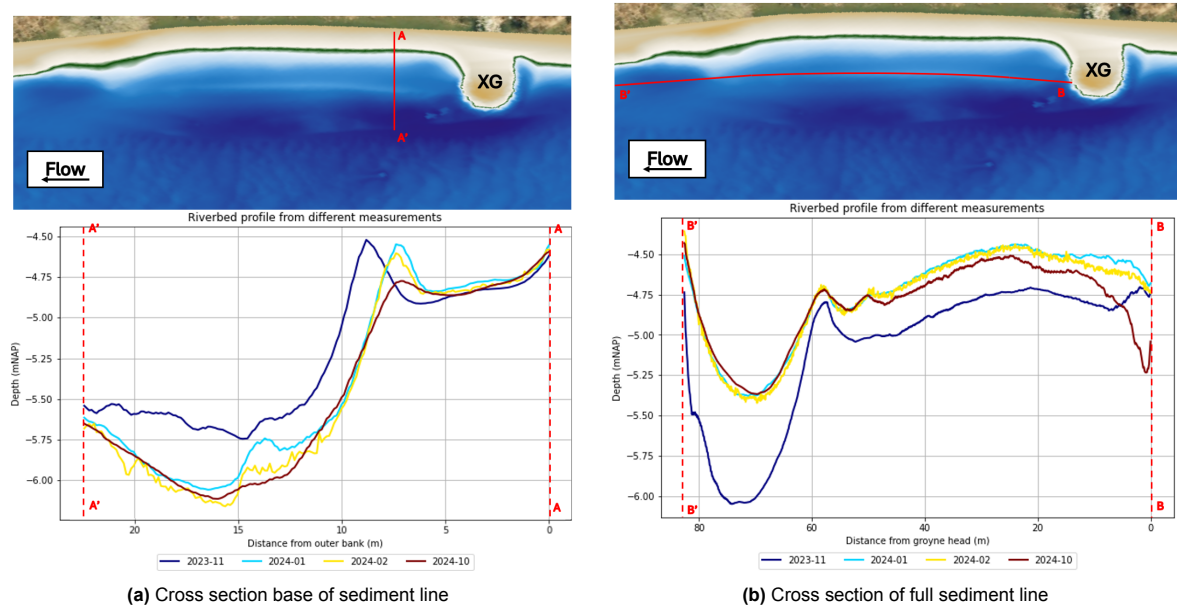 A
XG
A'
Flow
Riverbed profile from different measurements
A' A
-4.50
-4.75
-5.00
-5.25
-5.50
-5.75
-6.00
Depth (mNAP)
A' A
20 15 10 5 0
Distance from outer bank (m)
2023-11 2024-01 2024-02 2024-10
(a) Cross section base of sediment line
XG
B' B
Flow
Riverbed profile from different measurements
B' B
-4.50
-4.75
-5.00
-5.25
-5.50
-5.75
-6.00
Depth (mNAP)
B' B
80 60 40 20 0
Distance from groyne head (m)
2023-11 2024-01 2024-02 2024-10
(b) Cross section of full sediment line